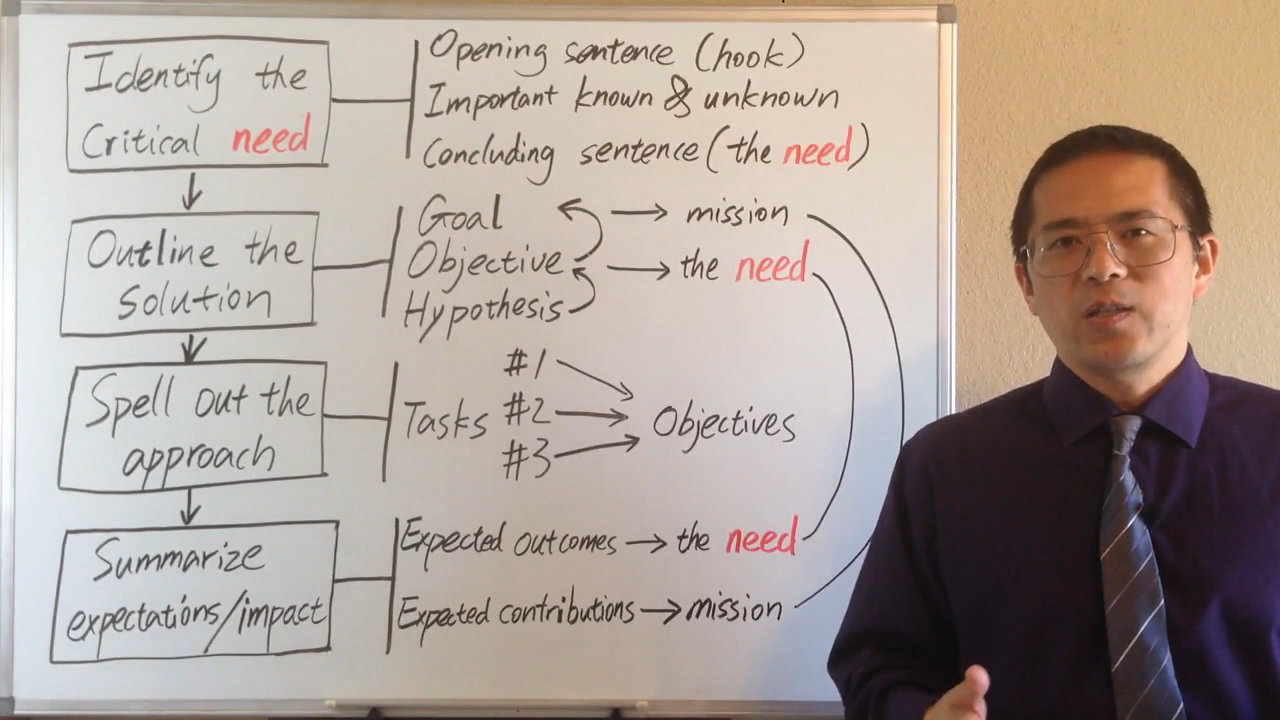 Identify the
Critical need
Opening sentence (hook)
Important known & unknown
Concluding sentence (the need)
Outline the
solution
Goal → mission
Objective → the need
Hypothesis
Spell out the
approach
Tasks
#1
#2
#3
Objectives
Summarize
expectations/impact
Expected outcomes → the need
Expected contributions → mission